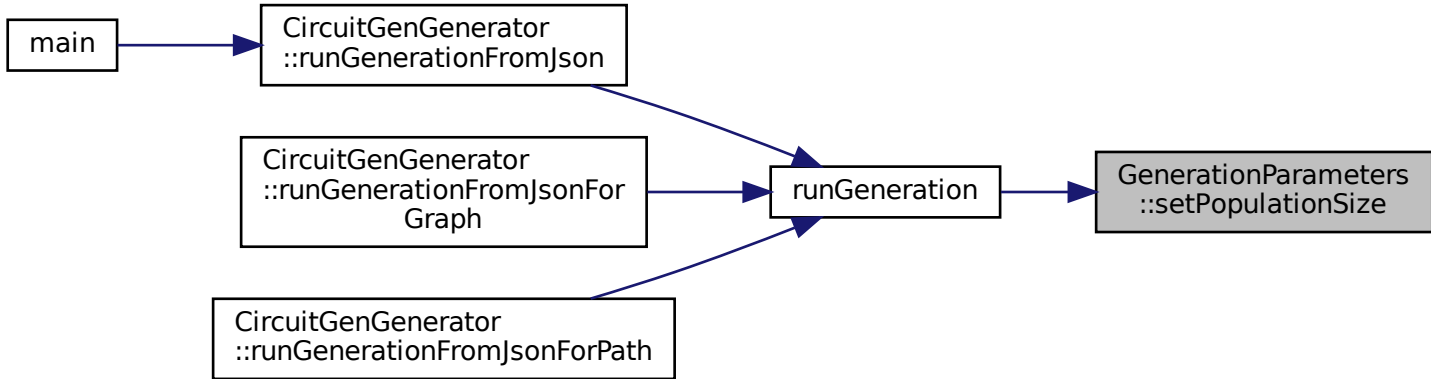 main
CircuitGenGenerator
::runGenerationFromJson
CircuitGenGenerator
::runGenerationFromJsonFor
Graph
CircuitGenGenerator
::runGenerationFromJsonForPath
runGeneration
GenerationParameters
::setPopulationSize